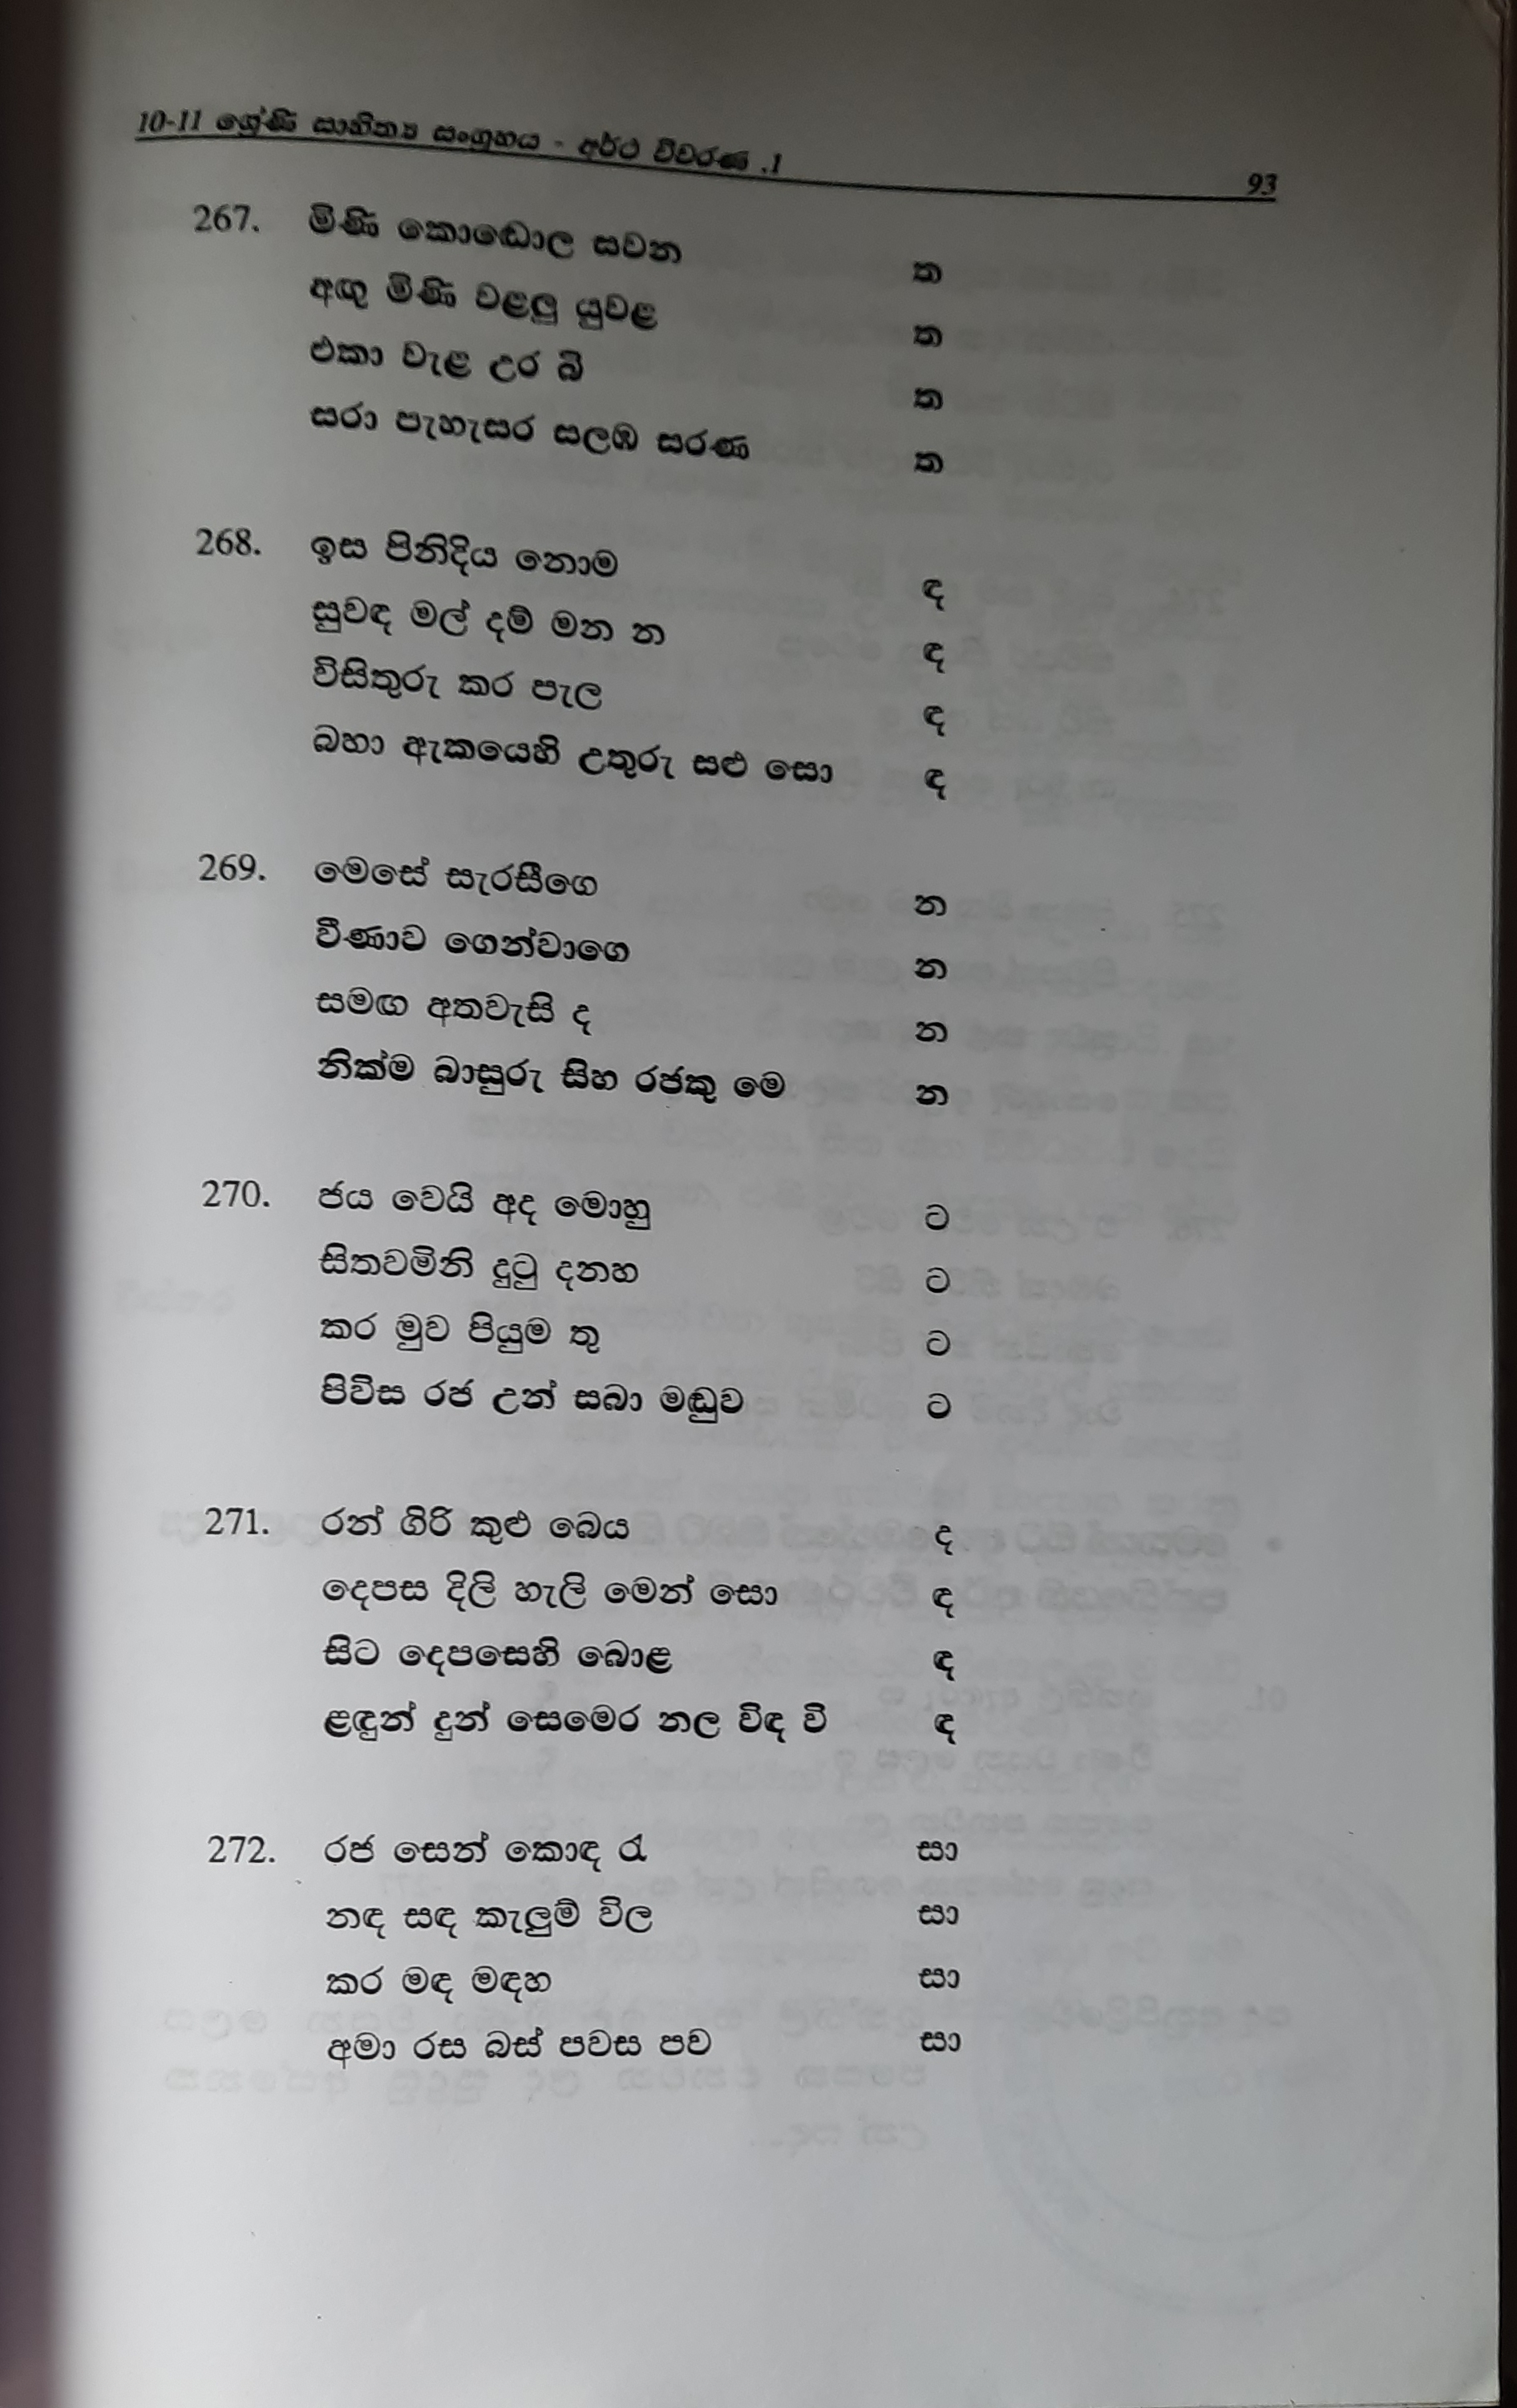 10-11 ශ්‍රේණි සාහිත්‍ය සංග්‍රහය - අර්ථ විවරණ .1 93
267. මිණි කොඬොල සවන ත
අඟු මිණි වළලු යුවළ ත
එකා වැළ උර බි ත
සරා පැහැසර සලඹ සරණ ත
268. ඉස පිනිදිය නොම ඳ
සුවඳ මල් දම් මන න ඳ
විසිතුරු කර පැල ඳ
බහා ඇකයෙහි උතුරු සළු සො ඳ
269. මෙසේ සැරසීගෙ න
වීණාව ගෙන්වාගෙ න
සමඟ අතවැසි ද න
නික්ම බාසුරු සිහ රජකු මෙ න
270. ජය වෙයි අද මොහු ට
සිතවමිනි දුටු දනහ ට
කර මුව පියුම තු ට
පිවිස රජ උන් සබා මඬුව ට
271. රන් ගිරි කුළු බෙය ද
දෙපස දිලි හැලි මෙන් සො ඳ
සිට දෙපසෙහි බොළ ඳ
ළඳුන් දුන් සෙමෙර නල විඳ වි ඳ
272. රජ සෙන් කොඳ රැ සා
නඳ සඳ කැලුම් විල සා
කර මඳ මඳහ සා
අමා රස බස් පවස පව සා